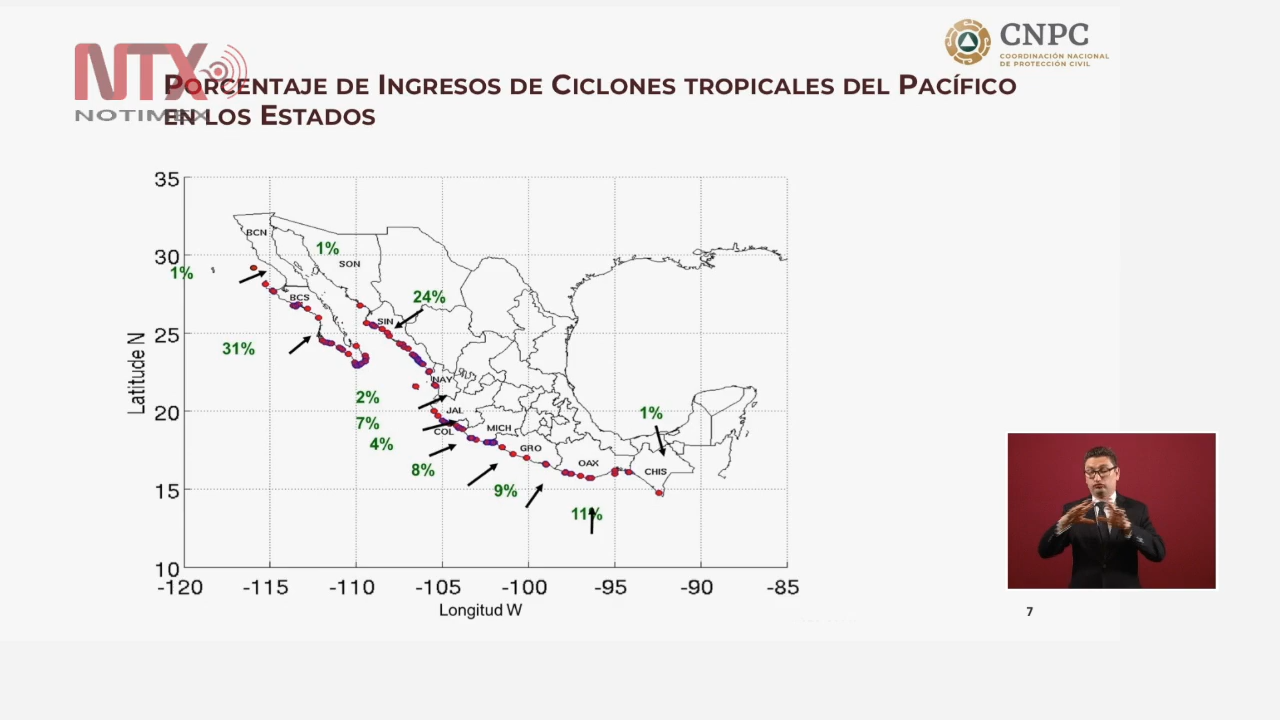 NTX
NOTIMEX
CNPC
COORDINACIÓN NACIONAL
DE PROTECCIÓN CIVIL
PORCENTAJE DE INGRESOS DE CICLONES TROPICALES DEL PACÍFICO
EN LOS ESTADOS
35
30
25
20
15
10
Latitude N
-120
-115
-110
-105
-100
-95
-90
-85
Longitud W
BCN
1%
SON
1%
BCS
24%
SIN
31%
NAY
2%
JAL
7%
COL
4%
MICH
8%
GRO
9%
OAX
11%
1%
CHIS
7